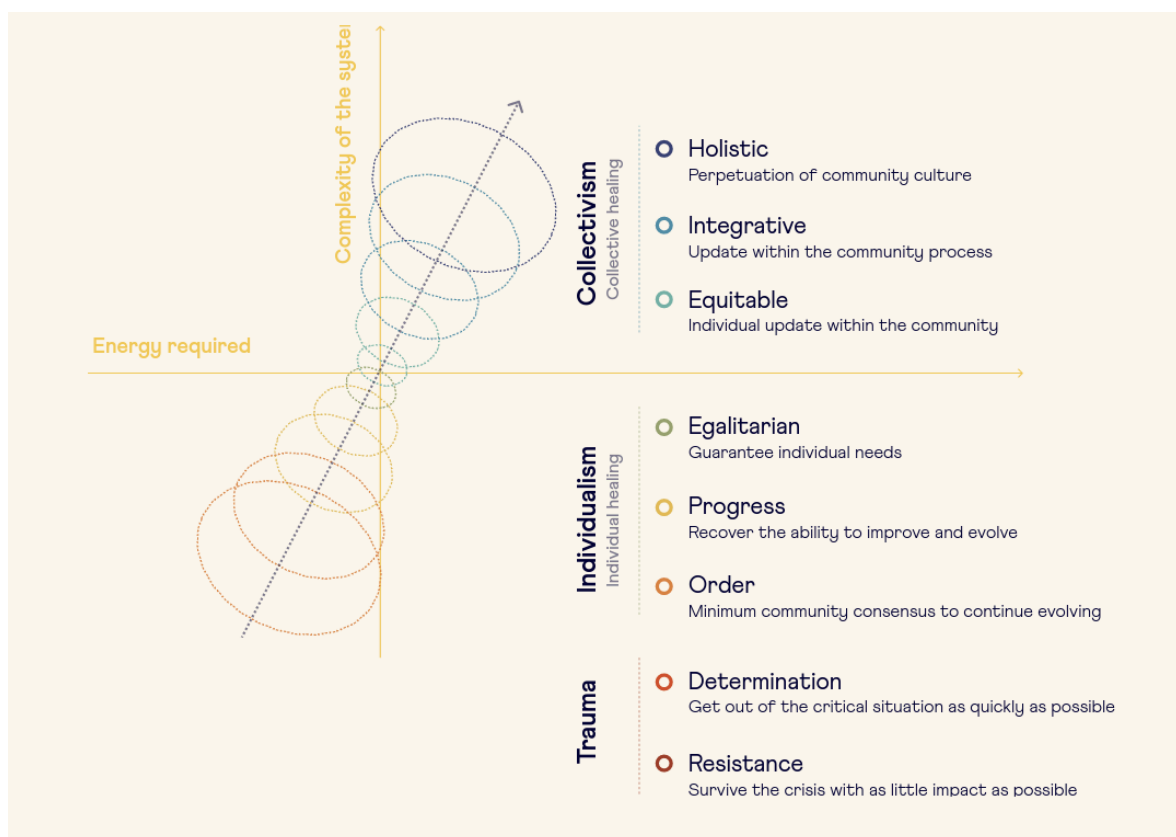 Complexity of the syste
Energy required
Collectivism
Collective healing
Holistic
Perpetuation of community culture
Integrative
Update within the community process
Equitable
Individual update within the community
Individualism
Individual healing
Egalitarian
Guarantee individual needs
Progress
Recover the ability to improve and evolve
Order
Minimum community consensus to continue evolving
Trauma
Determination
Get out of the critical situation as quickly as possible
Resistance
Survive the crisis with as little impact as possible